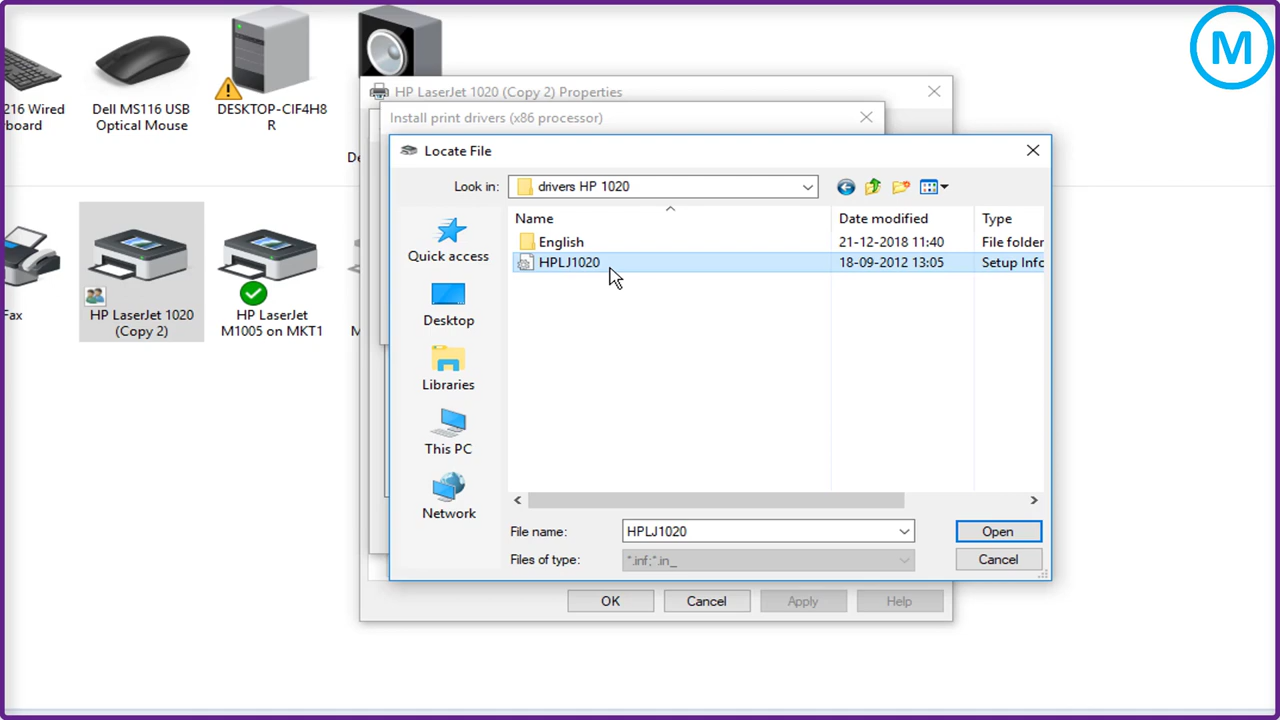 M
216 Wired
board
Dell MS116 USB
Optical Mouse
DESKTOP-CIF4H8
R
De
HP LaserJet 1020 (Copy 2) Properties
Install print drivers (x86 processor)
Locate File
Look in:
drivers HP 1020
Name
Date modified
Type
English
21-12-2018 11:40
File folder
HPLJ1020
18-09-2012 13:05
Setup Info
Quick access
Desktop
Libraries
This PC
Network
Fax
HP LaserJet 1020
(Copy 2)
HP LaserJet
M1005 on MKT1
M
File name:
HPLJ1020
Open
Files of type:
*.inf;*.in_
Cancel
OK
Cancel
Apply
Help